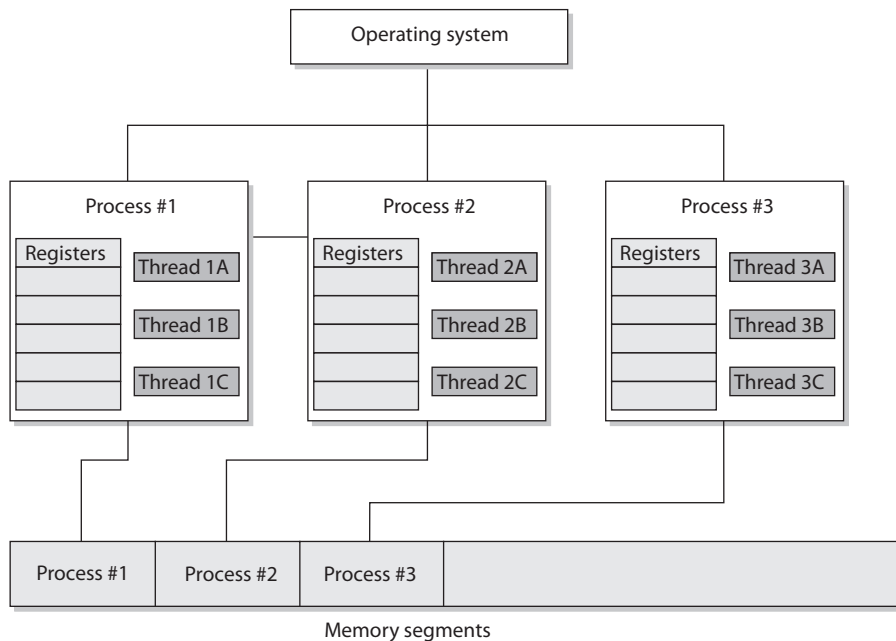 Operating system
Process #1
Registers
Thread 1A
Thread 1B
Thread 1C
Process #2
Registers
Thread 2A
Thread 2B
Thread 2C
Process #3
Registers
Thread 3A
Thread 3B
Thread 3C
Process #1
Process #2
Process #3
Memory segments